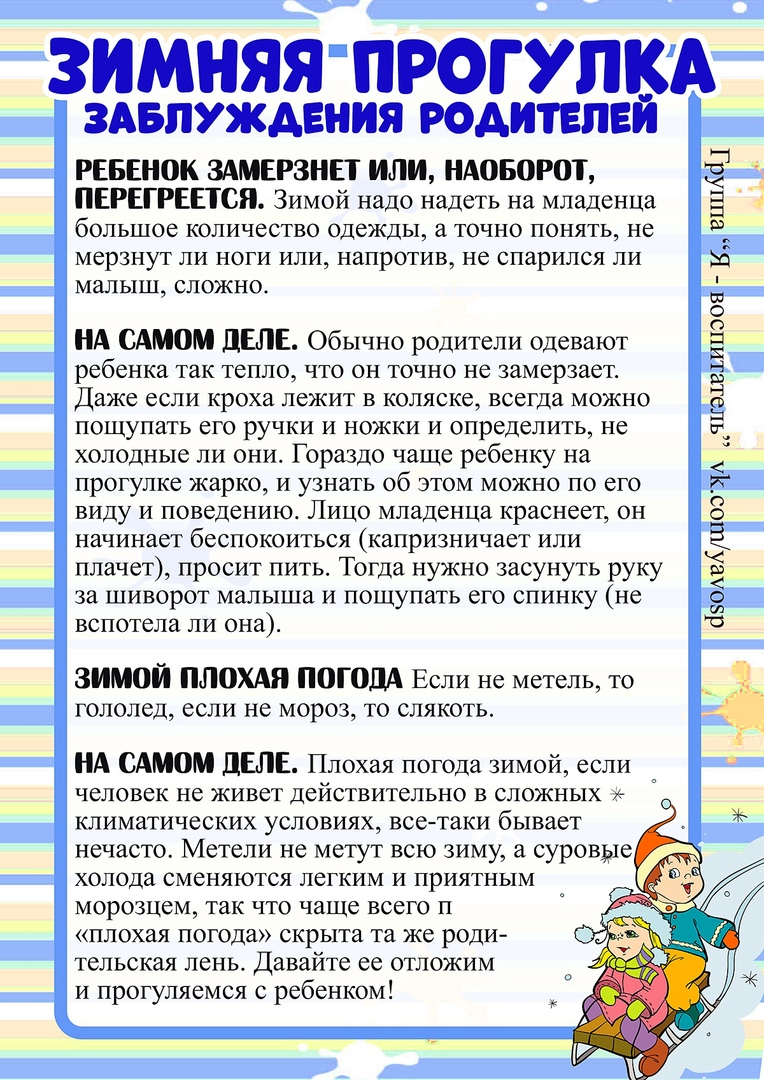 ЗИМНЯЯ ПРОГУЛКА
ЗАБЛУЖДЕНИЯ РОДИТЕЛЕЙ
РЕБЕНОК ЗАМЕРЗНЕТ ИЛИ, НАОБОРОТ,
ПЕРЕГРЕЕТСЯ. Зимой надо надеть на младенца
большое количество одежды, а точно понять, не
мерзнут ли ноги или, напротив, не спарился ли
малыш, сложно.
НА САМОМ ДЕЛЕ. Обычно родители одевают
ребенка так тепло, что он точно не замерзает.
Даже если кроха лежит в коляске, всегда можно
пощупать его ручки и ножки и определить, не
холодные ли они. Гораздо чаще ребенку на
прогулке жарко, и узнать об этом можно по его
виду и поведению. Лицо младенца краснеет, он
начинает беспокоиться (капризничает или
плачет), просит пить. Тогда нужно засунуть руку
за шиворот малыша и пощупать его спинку (не
вспотела ли она).
ЗИМОЙ ПЛОХАЯ ПОГОДА Если не метель, то
гололед, если не мороз, то слякоть.
НА САМОМ ДЕЛЕ. Плохая погода зимой, если
человек не живет действительно в сложных
климатических условиях, все-таки бывает
нечасто. Метели не метут всю зиму, а суровые
холода сменяются легким и приятным
морозцем, так что чаще всего п
«плохая погода» скрыта та же роди-
тельская лень. Давайте ее отложим
и прогуляемся с ребенком!
Группа “Я - воспитатель” vk.com/yavosp